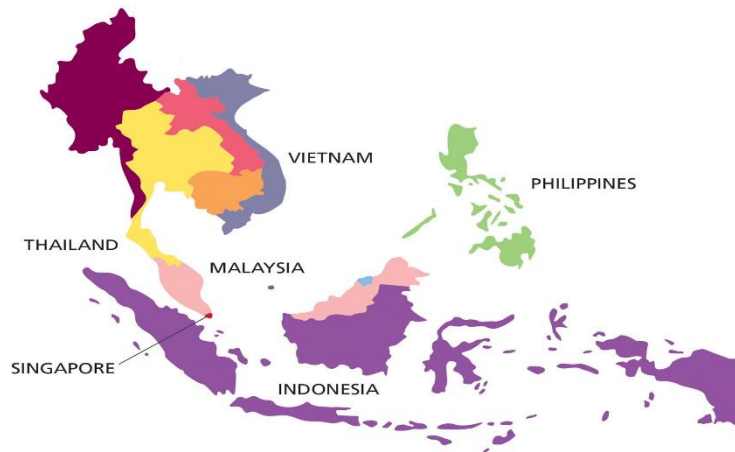 VIETNAM
PHILIPPINES
THAILAND
MALAYSIA
SINGAPORE
INDONESIA